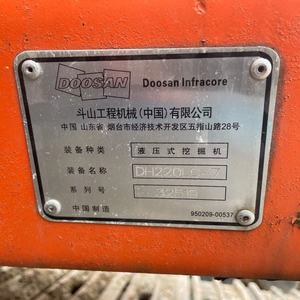 DOOSAN Doosan Infracore
斗山工程机械(中国)有限公司
中国 山东省 烟台市经济技术开发区五指山路28号
装备种类 液压式挖掘机
装备名称 DH220LC-7
系列号
中国制造 950209-00537